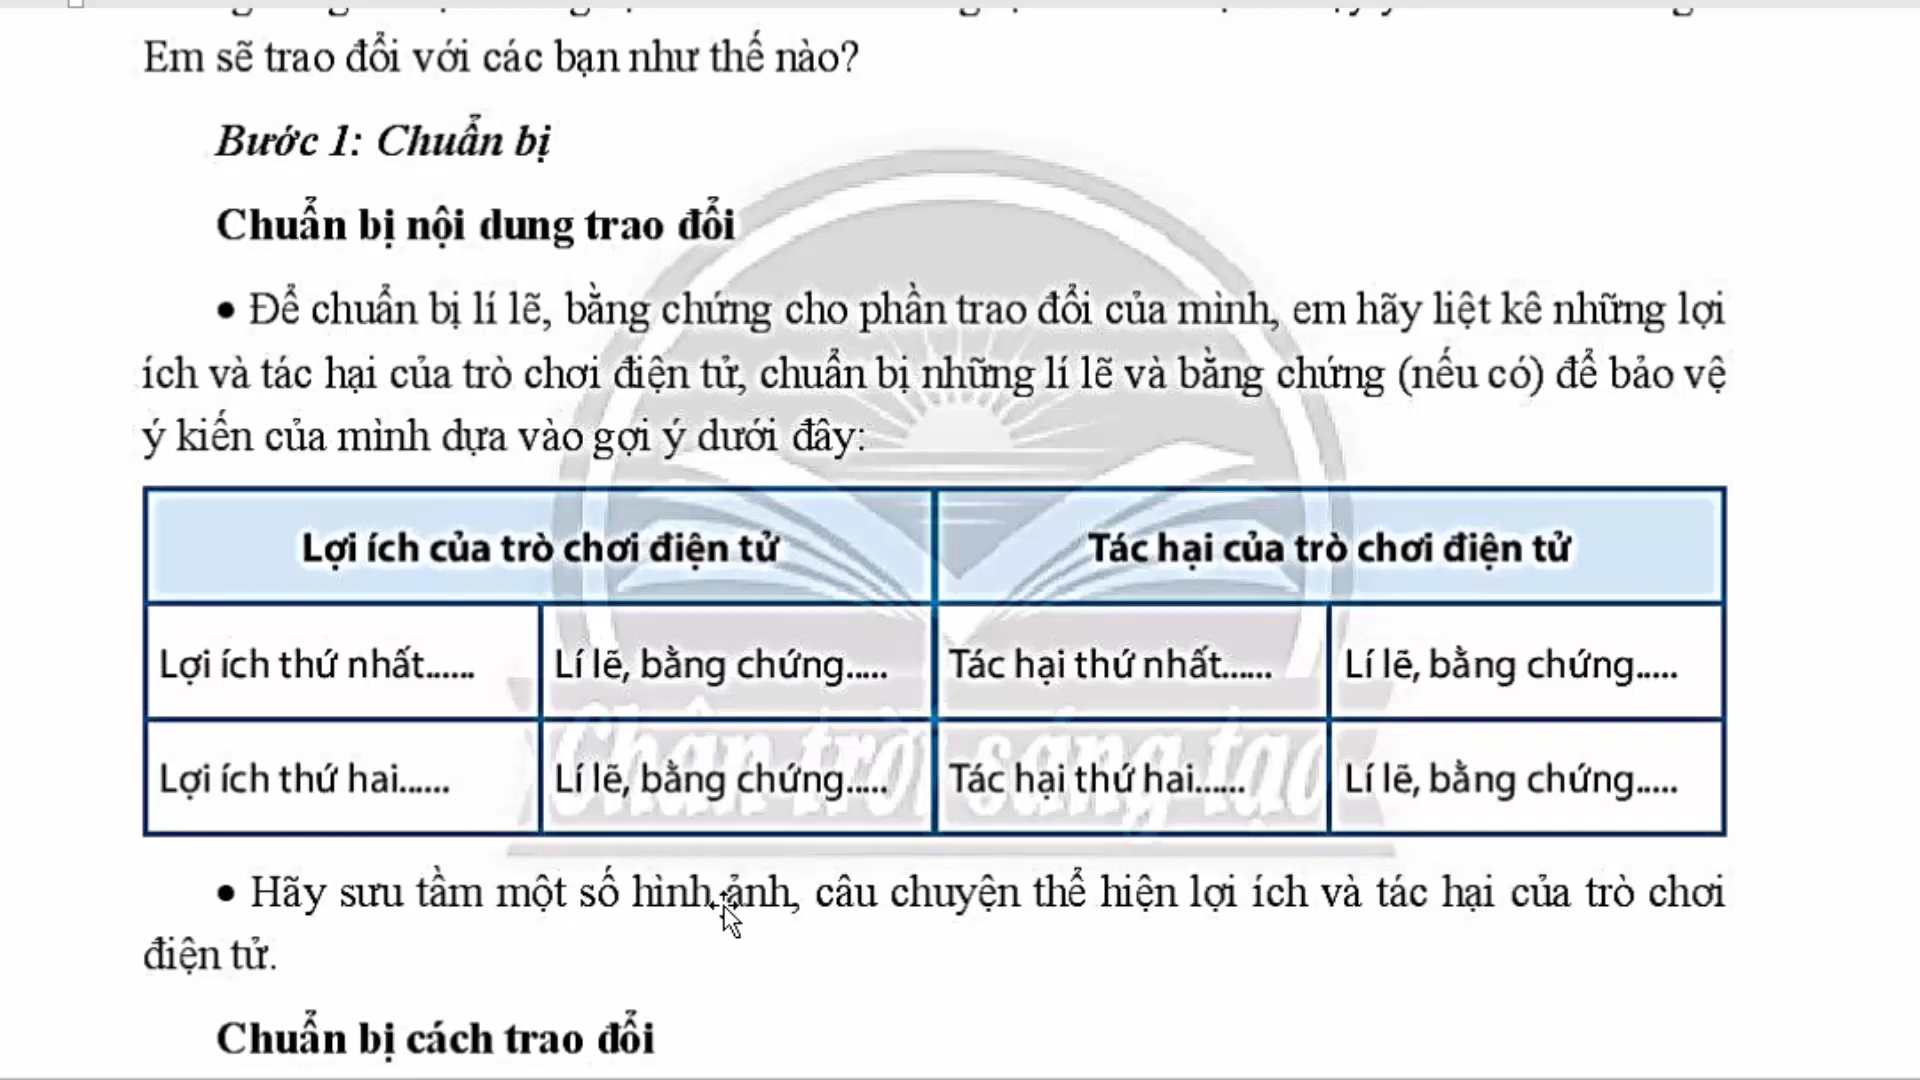 Em sẽ trao đổi với các bạn như thế nào?
Bước 1: Chuẩn bị
Chuẩn bị nội dung trao đổi
• Để chuẩn bị lí lẽ, bằng chứng cho phần trao đổi của mình, em hãy liệt kê những lợi
ích và tác hại của trò chơi điện tử, chuẩn bị những lí lẽ và bằng chứng (nếu có) để bảo vệ
ý kiến của mình dựa vào gợi ý dưới đây:
Lợi ích của trò chơi điện tử Tác hại của trò chơi điện tử
Lợi ích thứ nhất...... Lí lẽ, bằng chứng..... Tác hại thứ nhất...... Lí lẽ, bằng chứng.....
Lợi ích thứ hai...... Lí lẽ, bằng chứng..... Tác hại thứ hai...... Lí lẽ, bằng chứng.....
Chân trời sáng tạo
• Hãy sưu tầm một số hình ảnh, câu chuyện thể hiện lợi ích và tác hại của trò chơi
điện tử.
Chuẩn bị cách trao đổi